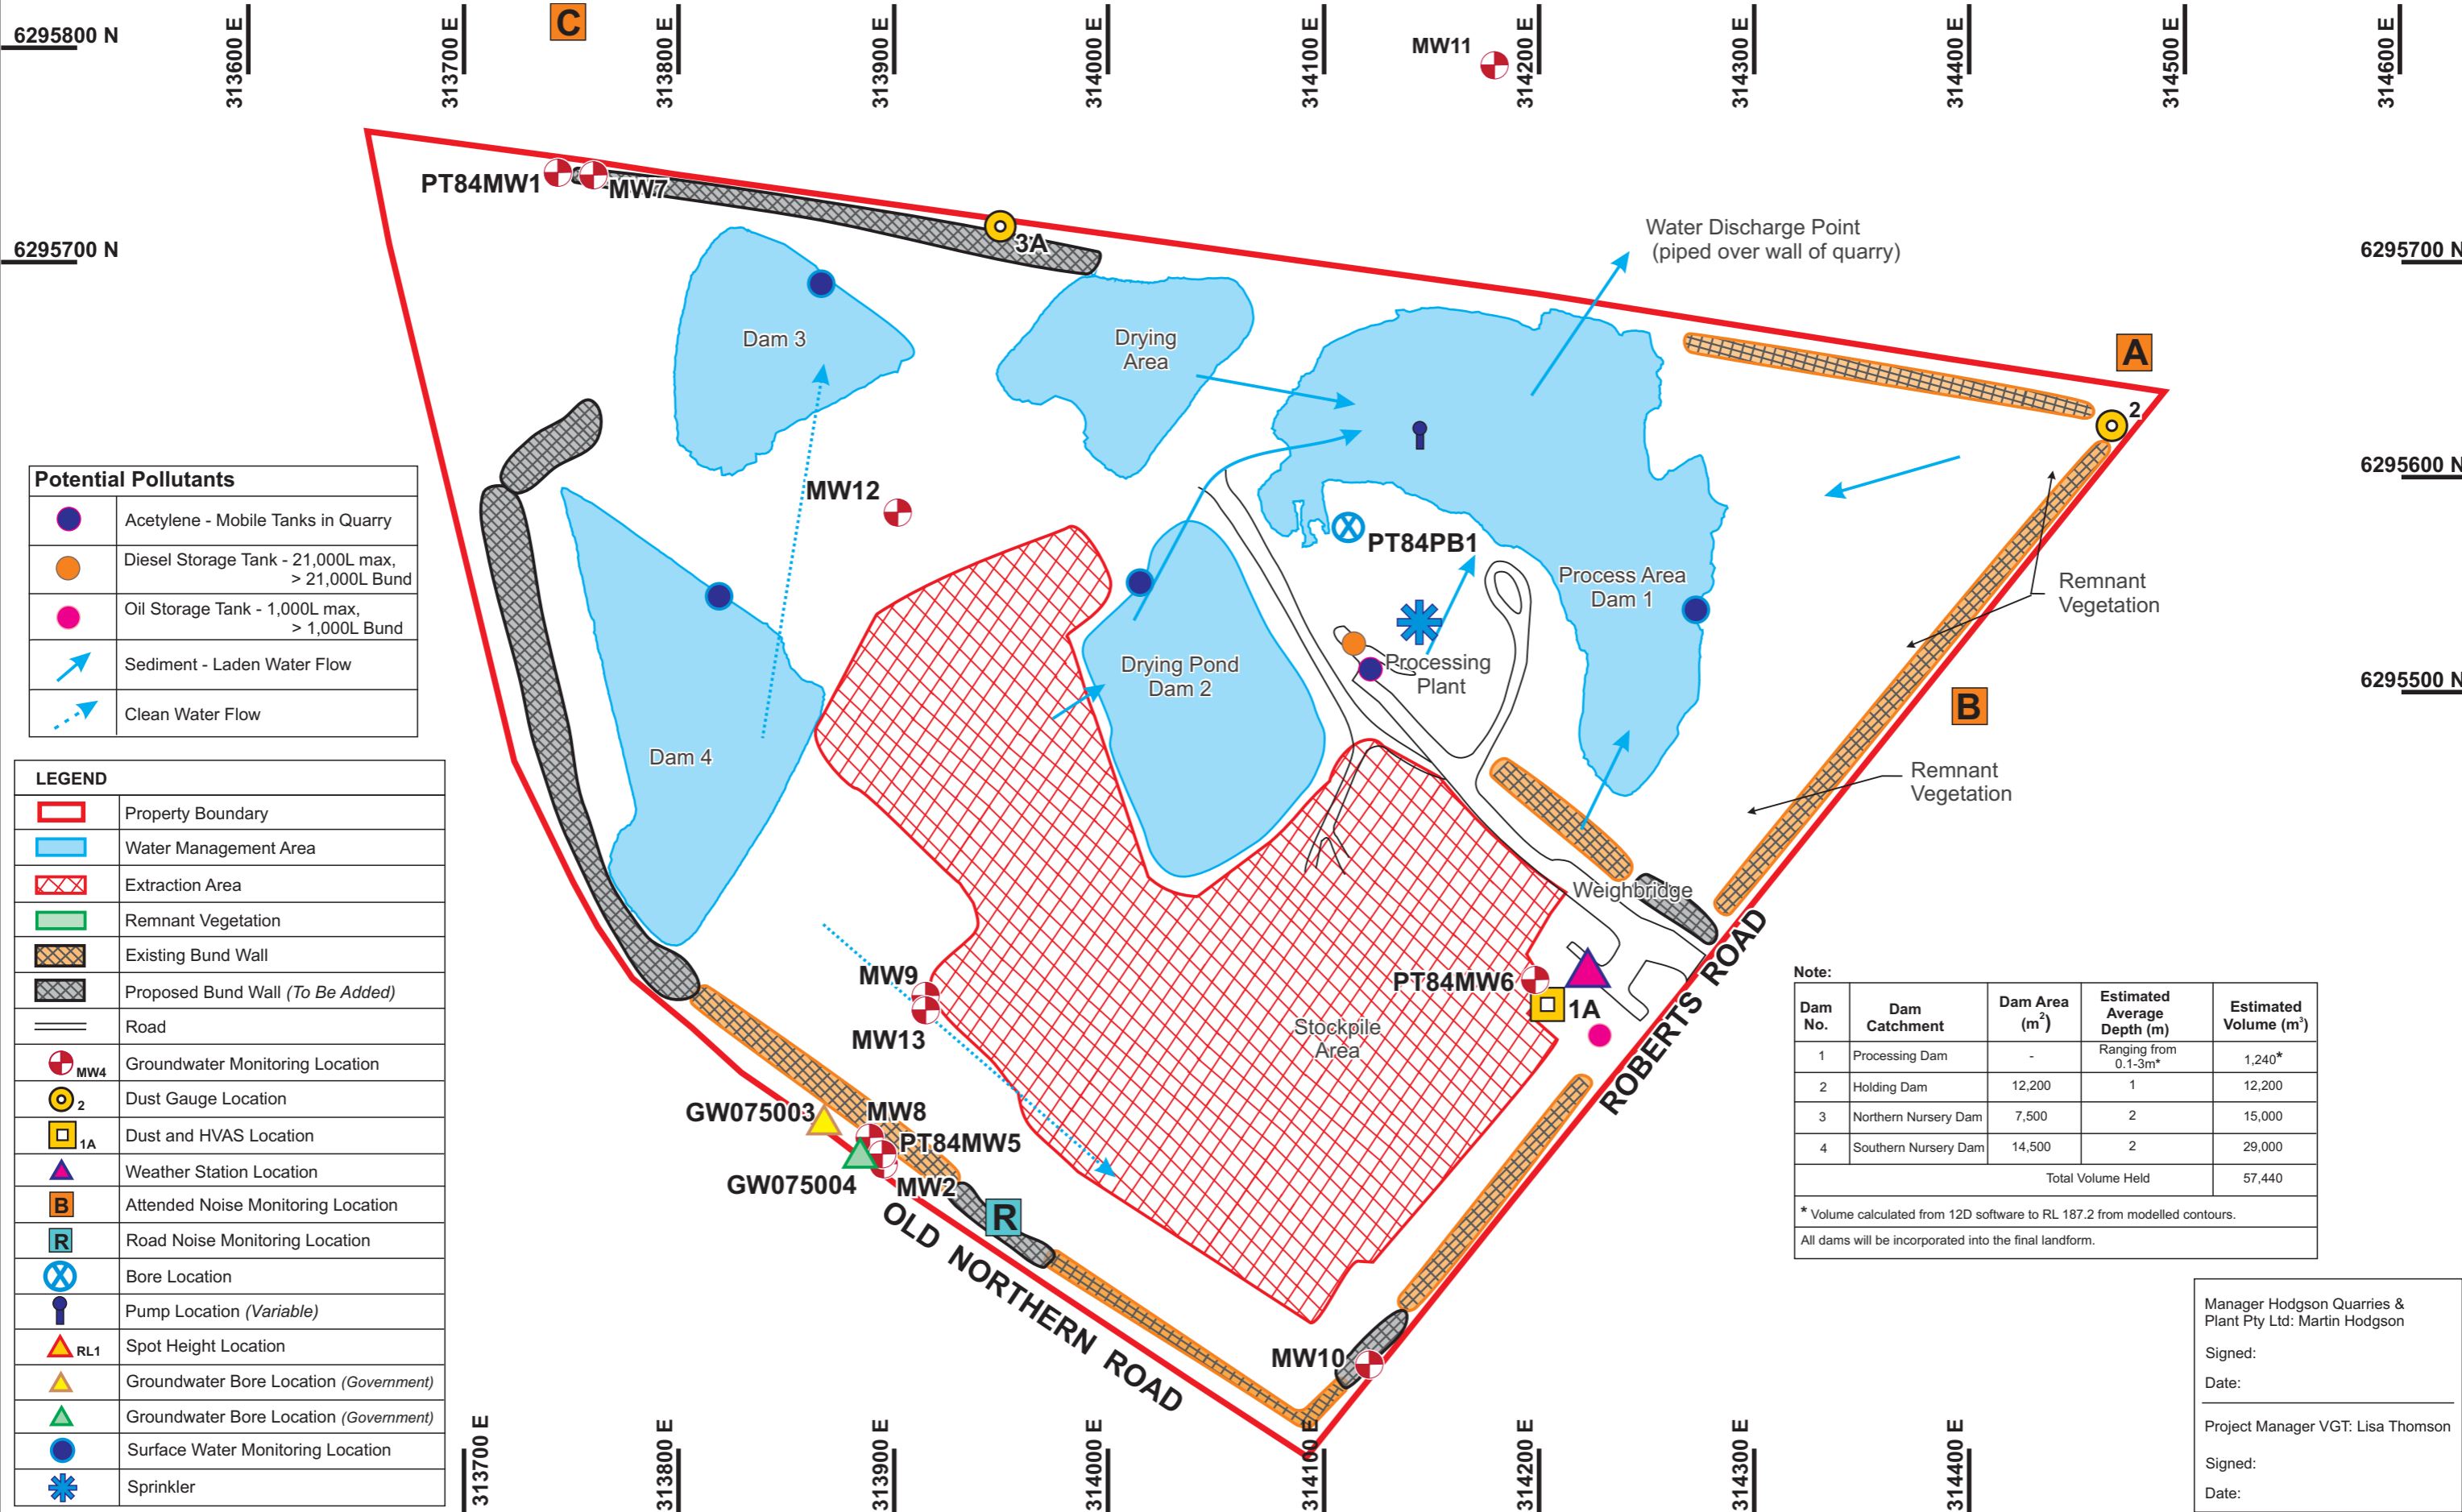 6295800 N
313600 E
313700 E
C
313800 E
313900 E
314000 E
314100 E
MW11
314200 E
314300 E
314400 E
314500 E
314600 E
PT84MW1
MW7
3A
6295700 N
6295700 N
Water Discharge Point
(piped over wall of quarry)
Dam 3
Drying
Area
A
2
6295600 N
MW12
PT84PB1
Process Area
Dam 1
Remnant
Vegetation
Drying Pond
Dam 2
Processing
Plant
6295500 N
B
Dam 4
Remnant
Vegetation
Weighbridge
MW9
MW13
PT84MW6
1A
Stockpile
Area
ROBERTS ROAD
GW075003
MW8
PT84MW5
GW075004
MW2
R
OLD NORTHERN ROAD
MW10
313700 E
313800 E
313900 E
314000 E
314100 E
314200 E
314300 E
314400 E
Potential Pollutants
Acetylene - Mobile Tanks in Quarry
Diesel Storage Tank - 21,000L max,
> 21,000L Bund
Oil Storage Tank - 1,000L max,
> 1,000L Bund
Sediment - Laden Water Flow
Clean Water Flow
LEGEND
Property Boundary
Water Management Area
Extraction Area
Remnant Vegetation
Existing Bund Wall
Proposed Bund Wall (To Be Added)
Road
MW4 Groundwater Monitoring Location
2 Dust Gauge Location
1A Dust and HVAS Location
Weather Station Location
B Attended Noise Monitoring Location
R Road Noise Monitoring Location
Bore Location
Pump Location (Variable)
RL1 Spot Height Location
Groundwater Bore Location (Government)
Groundwater Bore Location (Government)
Surface Water Monitoring Location
Sprinkler
Note:
Dam No. Dam Catchment Dam Area (m²) Estimated Average Depth (m) Estimated Volume (m³)
1 Processing Dam - Ranging from 0.1-3m* 1,240*
2 Holding Dam 12,200 1 12,200
3 Northern Nursery Dam 7,500 2 15,000
4 Southern Nursery Dam 14,500 2 29,000
Total Volume Held 57,440
* Volume calculated from 12D software to RL 187.2 from modelled contours.
All dams will be incorporated into the final landform.
Manager Hodgson Quarries &
Plant Pty Ltd: Martin Hodgson
Signed:
Date:
Project Manager VGT: Lisa Thomson
Signed:
Date: